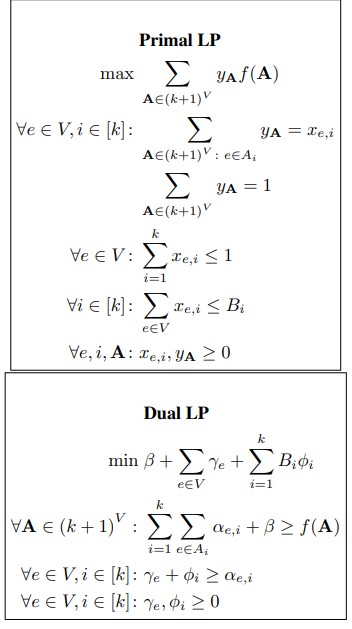 Primal LP
max ∑_{A∈(k+1)^V} y_A f(A)
∀e ∈ V, i ∈ [k]: ∑_{A∈(k+1)^V : e∈A_i} y_A = x_{e,i}
∑_{A∈(k+1)^V} y_A = 1
∀e ∈ V: ∑_{i=1}^{k} x_{e,i} ≤ 1
∀i ∈ [k]: ∑_{e∈V} x_{e,i} ≤ B_i
∀e, i, A: x_{e,i}, y_A ≥ 0
Dual LP
min β + ∑_{e∈V} γ_e + ∑_{i=1}^{k} B_i ϕ_i
∀A ∈ (k+1)^V : ∑_{i=1}^{k} ∑_{e∈A_i} α_{e,i} + β ≥ f(A)
∀e ∈ V, i ∈ [k]: γ_e + ϕ_i ≥ α_{e,i}
∀e ∈ V, i ∈ [k]: γ_e, ϕ_i ≥ 0